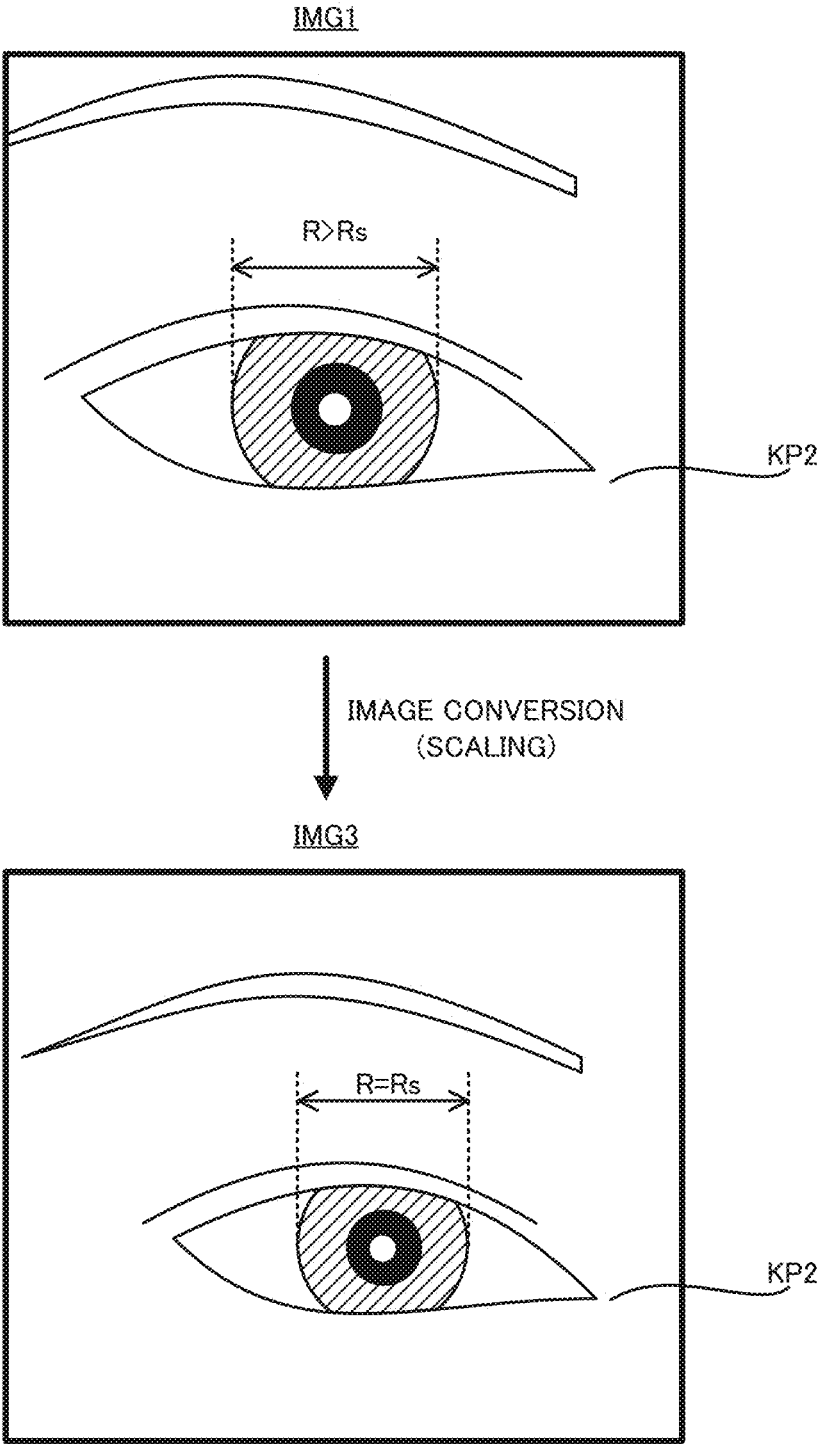 IMG1
R>Rs
KP2
IMAGE CONVERSION
(SCALING)
IMG3
R=Rs
KP2